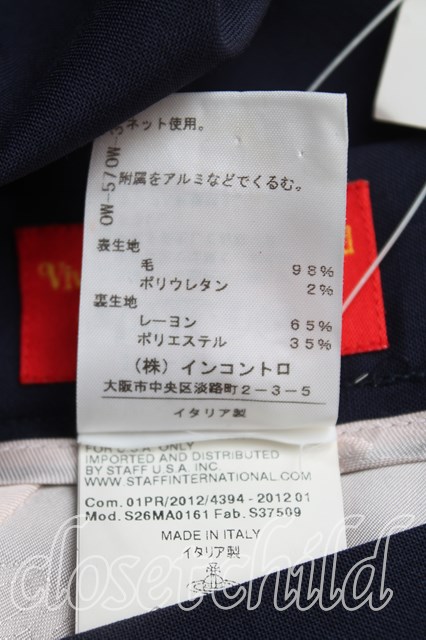 ネット使用。
OW-570W-3
附属をアルミなどでくるむ。
表生地
毛 98%
ポリウレタン 2%
裏生地
レーヨン 65%
ポリエステル 35%
(株) インコントロ
大阪市中央区淡路町2-3-5
イタリア製
FOR U.S.A. ONLY
IMPORTED AND DISTRIBUTED
BY STAFF U.S.A. INC.
WWW.STAFFINTERNATIONAL.COM
Com. 01PR/2012/4394 - 2012 01
Mod. S26MA0161 Fab. S37509
MADE IN ITALY
イタリア製
closetchild